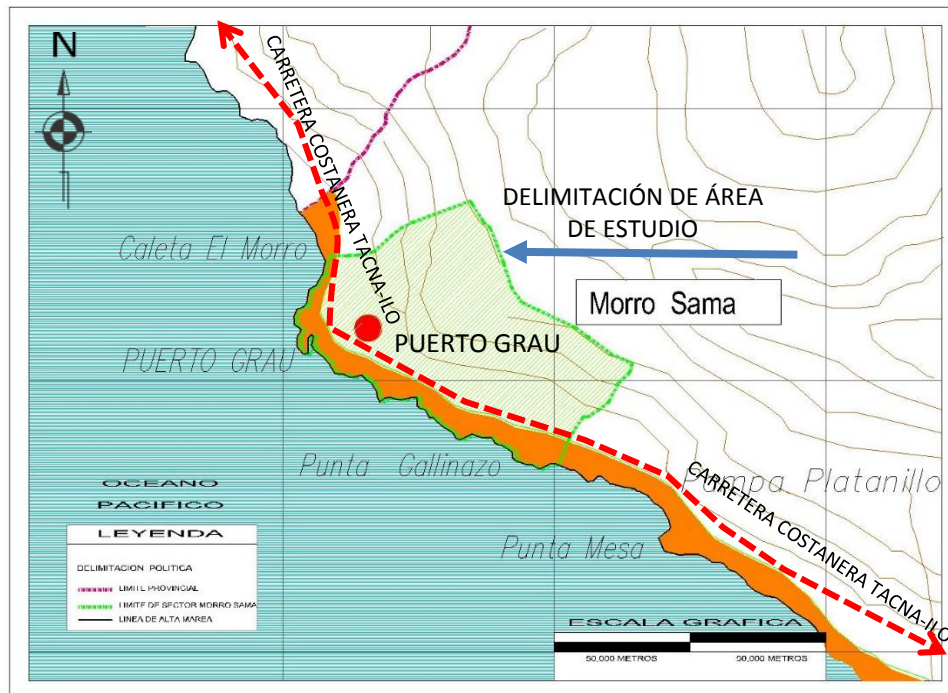 N
CARRETERA COSTANERA TACNA-ILO
DELIMITACIÓN DE ÁREA
DE ESTUDIO
Caleta El Morro
Morro Sama
PUERTO GRAU
PUERTO GRAU
Punta Gallinazo
Pampa Platanillo
CARRETERA COSTANERA TACNA-ILO
Punta Mesa
OCEANO
PACIFICO
LEYENDA
DELIMITACION POLITICA
LIMITE PROVINCIAL
LIMITE DE SECTOR MORRO SAMA
LINEA DE ALTA MAREA
ESCALA GRAFICA
50,000 METROS 50,000 METROS